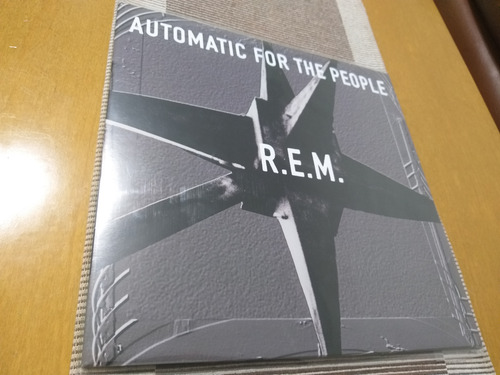 AUTOMATIC FOR THE PEOPLE
R.E.M.